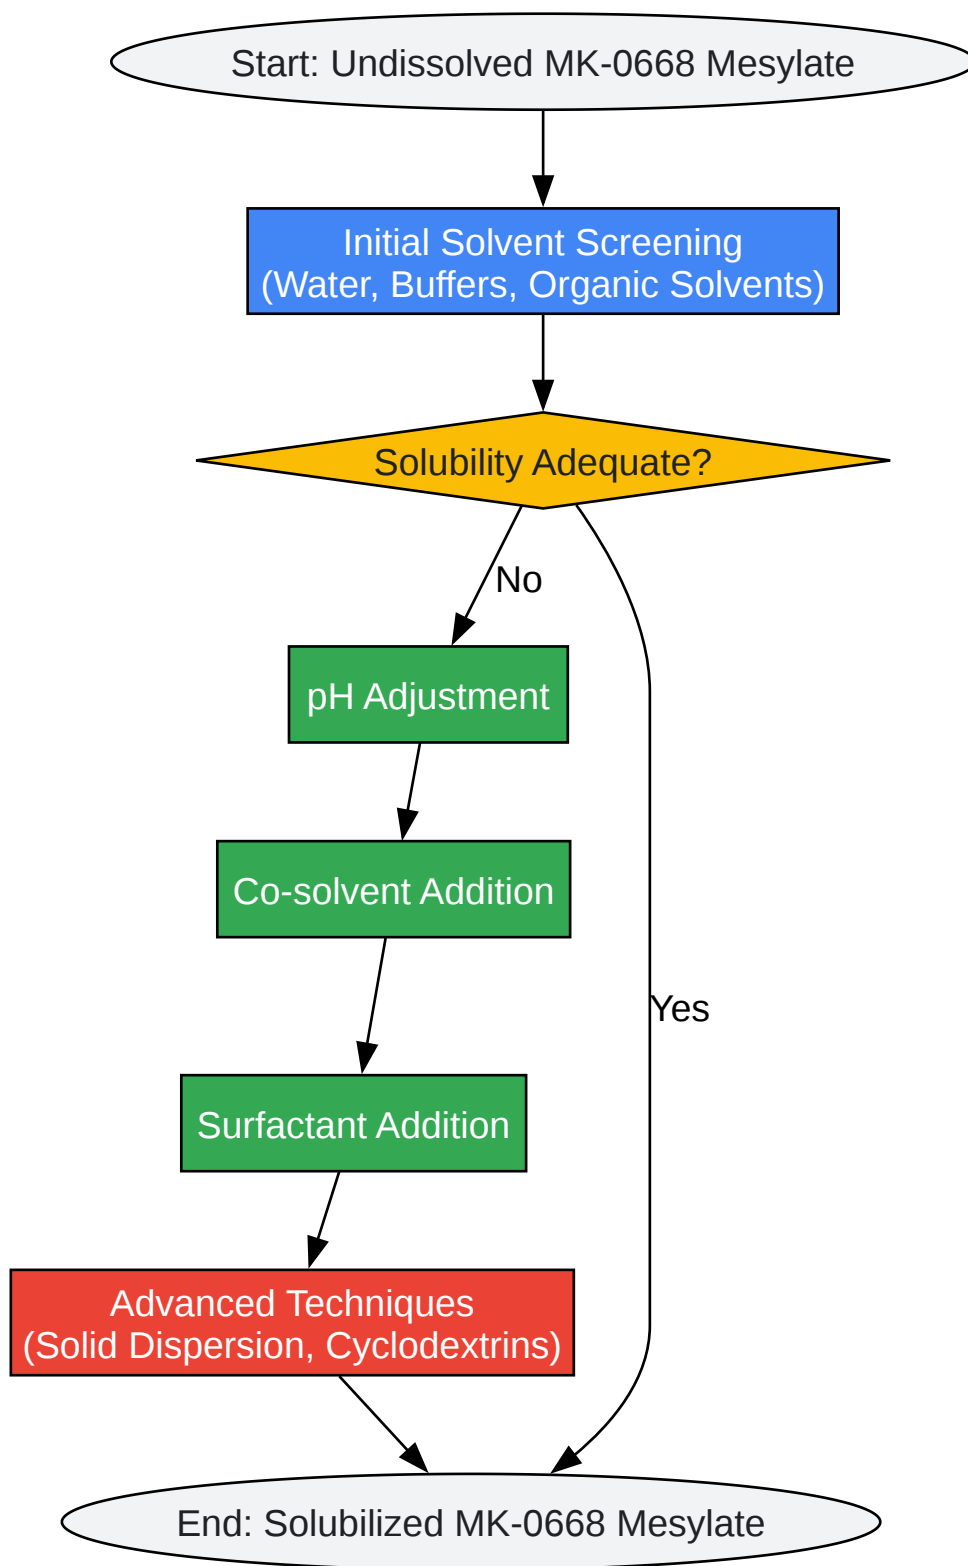 Start: Undissolved MK-0668 Mesylate
Initial Solvent Screening
(Water, Buffers, Organic Solvents)
Solubility Adequate?
No
pH Adjustment
Co-solvent Addition
Yes
Surfactant Addition
Advanced Techniques
(Solid Dispersion, Cyclodextrins)
End: Solubilized MK-0668 Mesylate